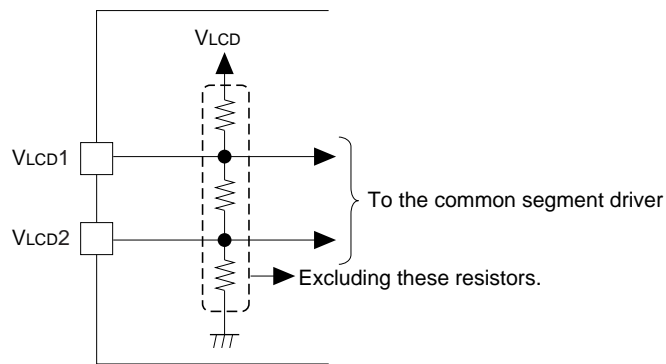 VLCD
VLCD1
To the common segment driver
VLCD2
Excluding these resistors.